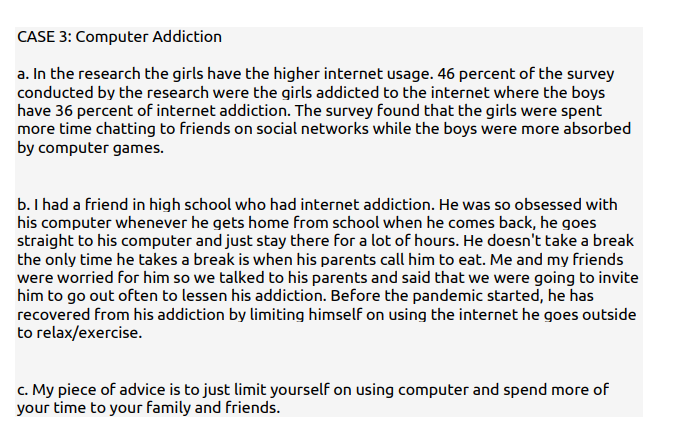 CASE 3: Computer Addiction
a. In the research the girls have the higher internet usage. 46 percent of the survey
conducted by the research were the girls addicted to the internet where the boys
have 36 percent of internet addiction. The survey found that the girls were spent
more time chatting to friends on social networks while the boys were more absorbed
by computer games.
b. I had a friend in high school who had internet addiction. He was so obsessed with
his computer whenever he gets home from school when he comes back, he goes
straight to his computer and just stay there for a lot of hours. He doesn't take a break
the only time he takes a break is when his parents call him to eat. Me and my friends
were worried for him so we talked to his parents and said that we were going to invite
him to go out often to lessen his addiction. Before the pandemic started, he has
recovered from his addiction by limiting himself on using the internet he goes outside
to relax/exercise.
c. My piece of advice is to just limit yourself on using computer and spend more of
your time to your family and friends.